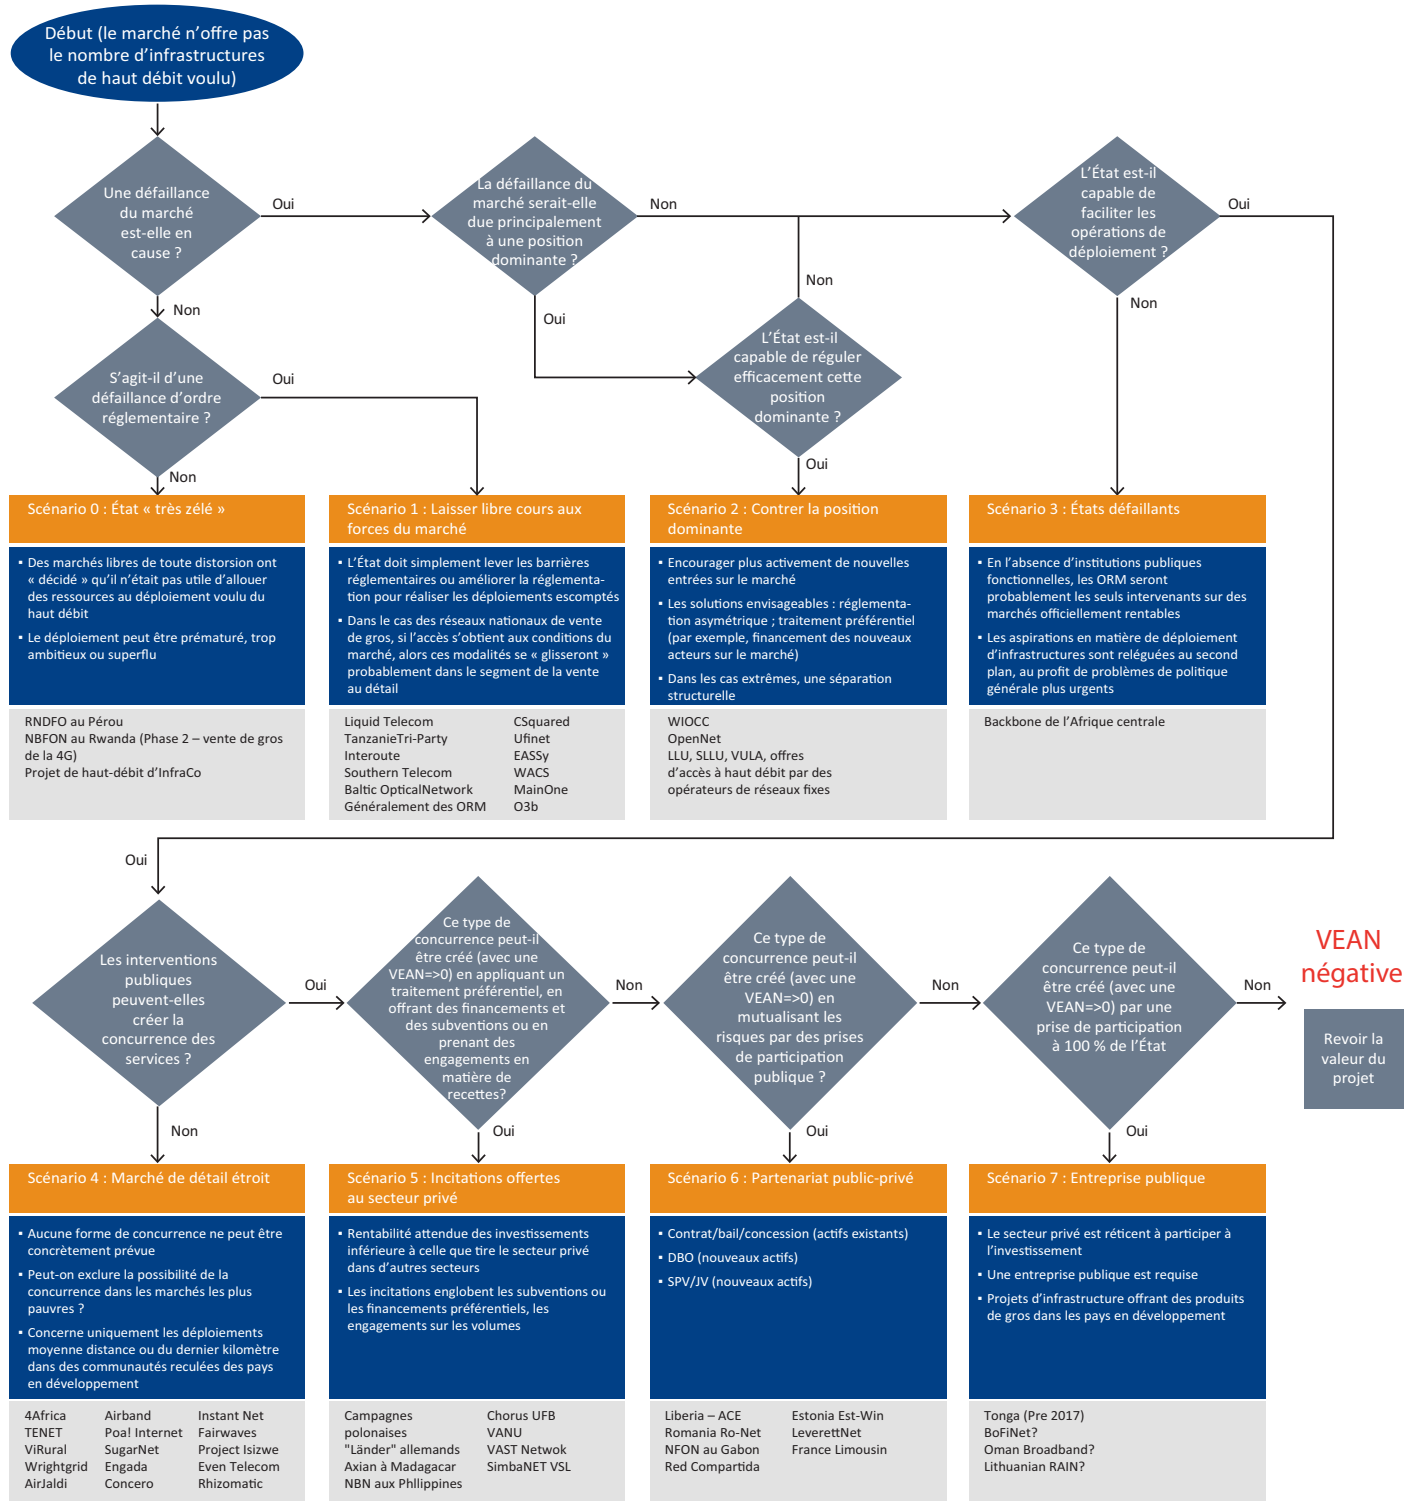 Début (le marché n’offre pas
le nombre d’infrastructures
de haut débit voulu)
Une défaillance
du marché
est-elle en
cause ?
Oui
La défaillance du
marché serait-elle
due principalement
à une position
dominante ?
Non
L’État est-il
capable de
faciliter les
opérations de
déploiement ?
Oui
Non
Non
Oui
Non
S’agit-il d’une
défaillance d’ordre
réglementaire ?
Oui
L’État est-il
capable de réguler
efficacement cette
position
dominante ?
Non
Oui
Scénario 0 : État « très zélé »
▪ Des marchés libres de toute distorsion ont
« décidé » qu’il n’était pas utile d’allouer
des ressources au déploiement voulu du
haut débit
▪ Le déploiement peut être prématuré, trop
ambitieux ou superflu
RNDFO au Pérou
NBFON au Rwanda (Phase 2 – vente de gros
de la 4G)
Projet de haut-débit d’InfraCo
Scénario 1 : Laisser libre cours aux
forces du marché
▪ L’État doit simplement lever les barrières
réglementaires ou améliorer la réglementa-
tion pour réaliser les déploiements escomptés
▪ Dans le cas des réseaux nationaux de vente
de gros, si l’accès s’obtient aux conditions du
marché, alors ces modalités se « glisseront »
probablement dans le segment de la vente
au détail
Liquid Telecom
TanzanieTri-Party
Interoute
Southern Telecom
Baltic OpticalNetwork
Généralement des ORM
CSquared
Ufinet
EASSy
WACS
MainOne
O3b
Scénario 2 : Contrer la position
dominante
▪ Encourager plus activement de nouvelles
entrées sur le marché
▪ Les solutions envisageables : réglementa-
tion asymétrique ; traitement préférentiel
(par exemple, financement des nouveaux
acteurs sur le marché)
▪ Dans les cas extrêmes, une séparation
structurelle
WIOCC
OpenNet
LLU, SLLU, VULA, offres
d’accès à haut débit par des
opérateurs de réseaux fixes
Scénario 3 : États défaillants
▪ En l’absence d’institutions publiques
fonctionnelles, les ORM seront
probablement les seuls intervenants sur des
marchés officiellement rentables
▪ Les aspirations en matière de déploiement
d’infrastructures sont reléguées au second
plan, au profit de problèmes de politique
générale plus urgents
Backbone de l’Afrique centrale
Oui
Les interventions
publiques
peuvent-elles
créer la
concurrence des
services ?
Oui
Ce type de
concurrence peut-il
être créé (avec une
VEAN=>0) en appliquant un
traitement préférentiel, en
offrant des financements et
des subventions ou en
prenant des
engagements en
matière de
recettes?
Non
Ce type de
concurrence peut-il
être créé (avec une
VEAN=>0) en
mutualisant les
risques par des prises
de participation
publique ?
Non
Ce type de
concurrence peut-il
être créé (avec une
VEAN=>0) par une
prise de participation
à 100 % de l’État
Non
VEAN
négative
Revoir la
valeur du
projet
Non
Oui
Oui
Oui
Scénario 4 : Marché de détail étroit
▪ Aucune forme de concurrence ne peut être
concrètement prévue
▪ Peut-on exclure la possibilité de la
concurrence dans les marchés les plus
pauvres ?
▪ Concerne uniquement les déploiements
moyenne distance ou du dernier kilomètre
dans des communautés reculées des pays
en développement
4Africa
TENET
ViRural
Wrightgrid
AirJaldi
Airband
Poa! Internet
SugarNet
Engada
Concero
Instant Net
Fairwaves
Project Isizwe
Even Telecom
Rhizomatic
Scénario 5 : Incitations offertes
au secteur privé
▪ Rentabilité attendue des investissements
inférieure à celle que tire le secteur privé
dans d’autres secteurs
▪ Les incitations englobent les subventions ou
les financements préférentiels, les
engagements sur les volumes
Campagnes
polonaises
"Länder" allemands
Axian à Madagacar
NBN aux Phllippines
Chorus UFB
VANU
VAST Netwok
SimbaNET VSL
Scénario 6 : Partenariat public-privé
▪ Contrat/bail/concession (actifs existants)
▪ DBO (nouveaux actifs)
▪ SPV/JV (nouveaux actifs)
Liberia – ACE
Romania Ro-Net
NFON au Gabon
Red Compartida
Estonia Est-Win
LeverettNet
France Limousin
Scénario 7 : Entreprise publique
▪ Le secteur privé est réticent à participer à
l’investissement
▪ Une entreprise publique est requise
▪ Projets d’infrastructure offrant des produits
de gros dans les pays en développement
Tonga (Pre 2017)
BoFiNet?
Oman Broadband?
Lithuanian RAIN?